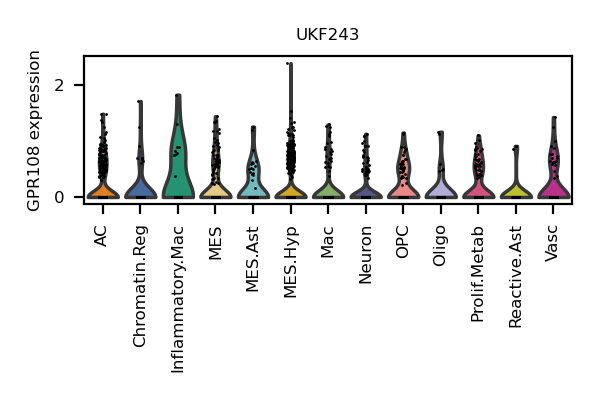 UKF243
GPR108 expression
2
0
AC
Chromatin.Reg
Inflammatory.Mac
MES
MES.Ast
MES.Hyp
Mac
Neuron
OPC
Oligo
Prolif.Metab
Reactive.Ast
Vasc